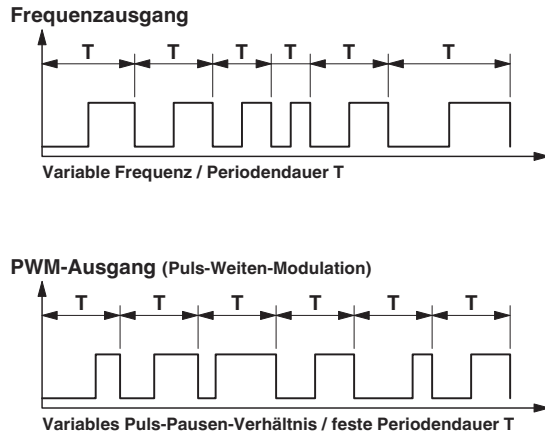 Frequenzausgang
T T T T T T
Variable Frequenz / Periodendauer T
PWM-Ausgang (Puls-Weiten-Modulation)
T T T T T T
Variables Puls-Pausen-Verhältnis / feste Periodendauer T